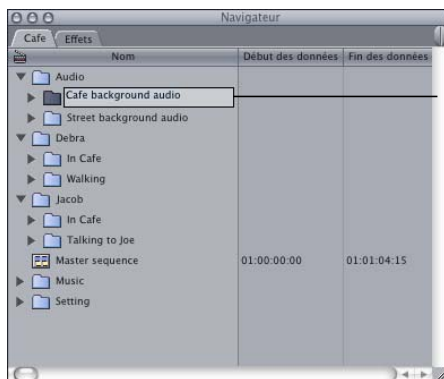 Navigateur
Cafe Effets
Nom Début des données Fin des données
Audio
Cafe background audio
Street background audio
Debra
In Cafe
Walking
Jacob
In Cafe
Talking to Joe
Master sequence 01:00:00:00 01:01:04:15
Music
Setting